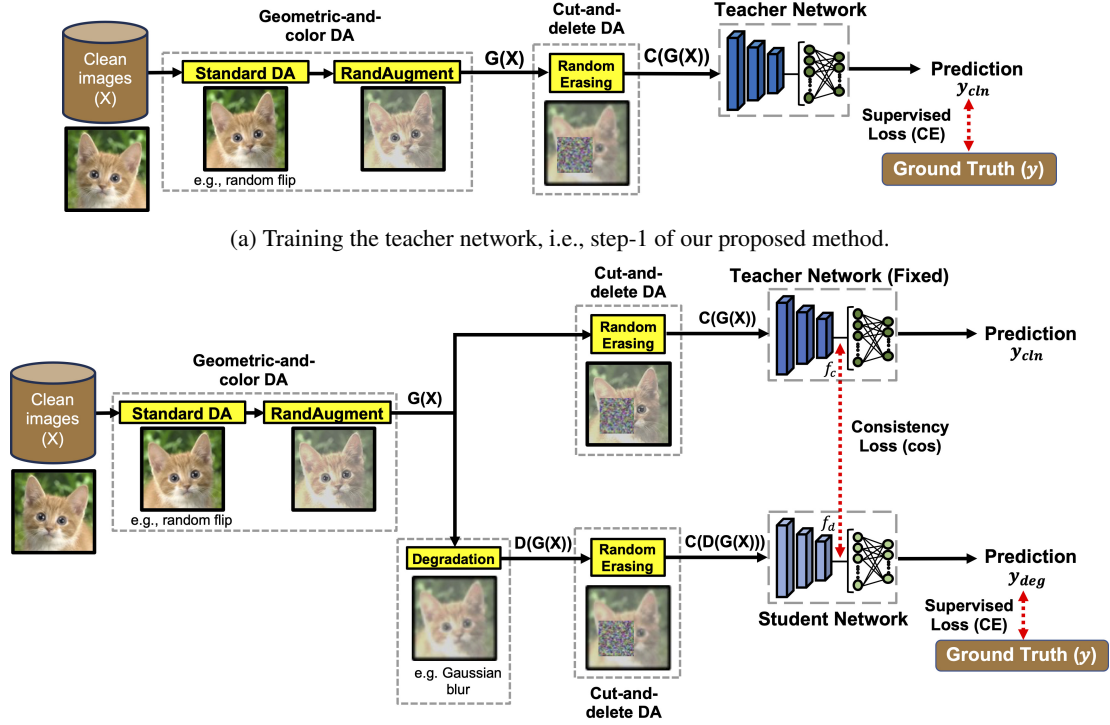 Clean
images
(X)
Geometric-and-
color DA
Standard DA
RandAugment
e.g., random flip
G(X)
Cut-and-
delete DA
Random
Erasing
C(G(X))
Teacher Network
Prediction
y_cln
Supervised
Loss (CE)
Ground Truth (y)
(a) Training the teacher network, i.e., step-1 of our proposed method.
Clean
images
(X)
Geometric-and-
color DA
Standard DA
RandAugment
e.g., random flip
G(X)
Cut-and-
delete DA
Random
Erasing
C(G(X))
Teacher Network (Fixed)
f_c
Prediction
y_cln
Consistency
Loss (cos)
Degradation
e.g. Gaussian
blur
D(G(X))
Random
Erasing
Cut-and-
delete DA
C(D(G(X)))
f_d
Student Network
Prediction
y_deg
Supervised
Loss (CE)
Ground Truth (y)